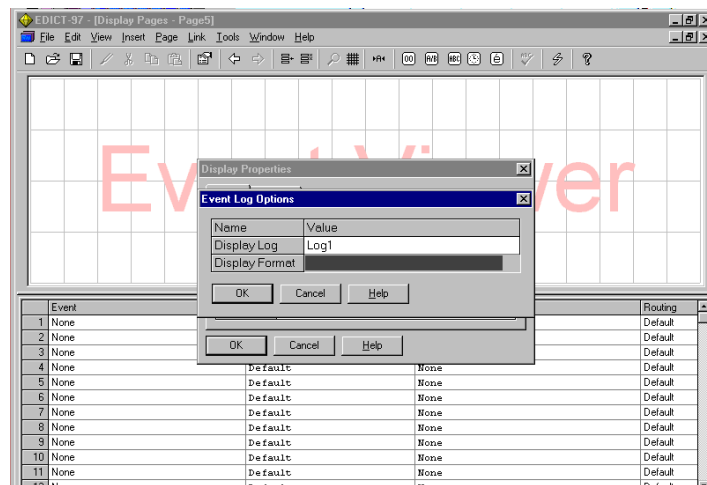 EDICT-97 - [Display Pages - Page5]
File Edit View Insert Page Link Tools Window Help
Event Viewer
Display Properties
Event Log Options
Name Value
Display Log Log1
Display Format
OK Cancel Help
OK Cancel Help
Event Routing
1 None Default
2 None Default
3 None Default
4 None Default None Default
5 None Default None Default
6 None Default None Default
7 None Default None Default
8 None Default None Default
9 None Default None Default
10 None Default None Default
11 None Default None Default